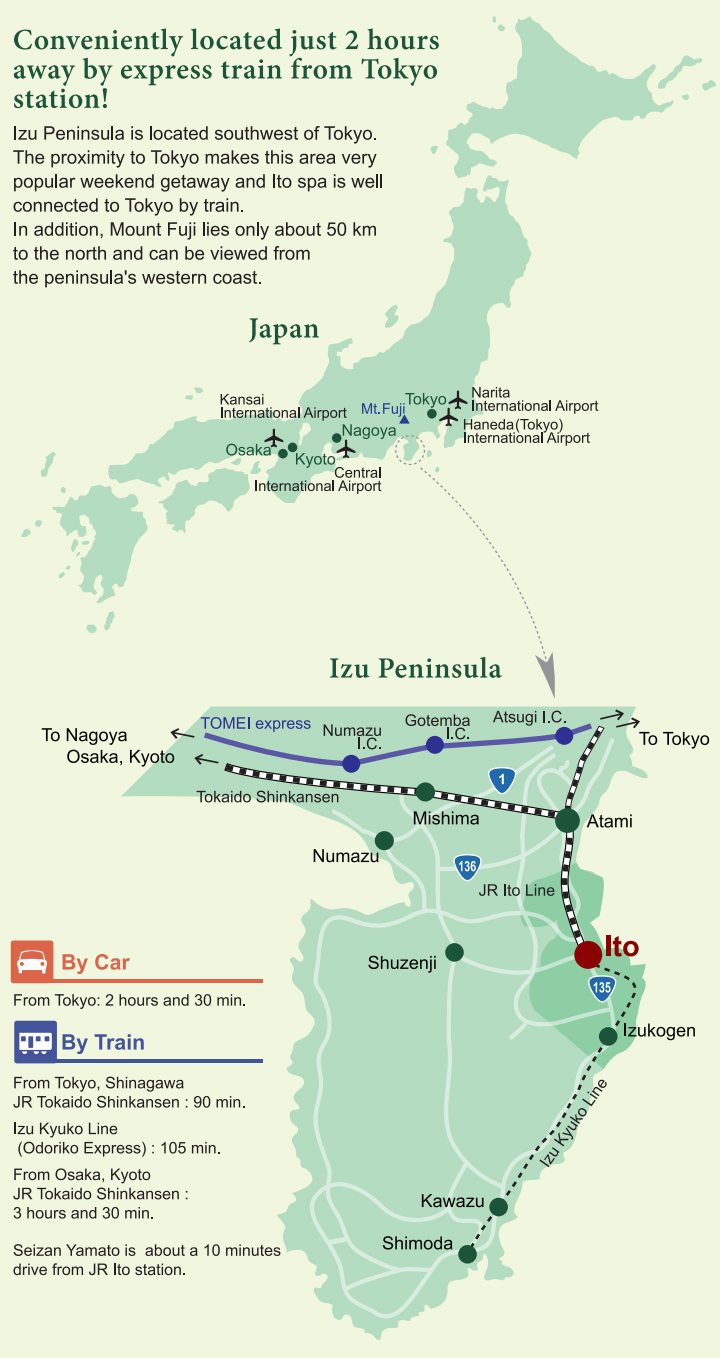 Conveniently located just 2 hours
away by express train from Tokyo
station!
Izu Peninsula is located southwest of Tokyo.
The proximity to Tokyo makes this area very
popular weekend getaway and Ito spa is well
connected to Tokyo by train.
In addition, Mount Fuji lies only about 50 km
to the north and can be viewed from
the peninsula's western coast.
Japan
Kansai
International Airport
Mt.Fuji
Tokyo
Narita
International Airport
Haneda(Tokyo)
International Airport
Nagoya
Osaka
Kyoto
Central
International Airport
Izu Peninsula
To Nagoya
Osaka, Kyoto
TOMEI express
Numazu
I.C.
Gotemba
I.C.
Atsugi I.C.
To Tokyo
Tokaido Shinkansen
1
Mishima
Atami
Numazu
136
JR Ito Line
Ito
Shuzenji
135
Izukogen
Izu Kyuko Line
Kawazu
Shimoda
By Car
From Tokyo: 2 hours and 30 min.
By Train
From Tokyo, Shinagawa
JR Tokaido Shinkansen : 90 min.
Izu Kyuko Line
(Odoriko Express) : 105 min.
From Osaka, Kyoto
JR Tokaido Shinkansen :
3 hours and 30 min.
Seizan Yamato is about a 10 minutes
drive from JR Ito station.